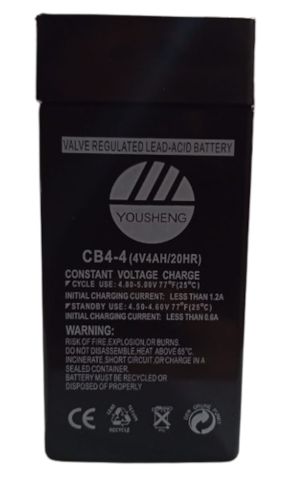 VALVE REGULATED LEAD-ACID BATTERY
YOUSHENG
CB4-4 (4V4AH/20HR)
CONSTANT VOLTAGE CHARGE
CYCLE USE: 4.80-5.00V 77°F(25°C)
INITIAL CHARGING CURRENT: LESS THAN 1.2A
STANDBY USED: 4.50-4.60V 77°F(25°C)
INITIAL CHARGING CURRENT: LESS THAN 0.6A
WARNING:
RISK OF FIRE,EXPLOSION,OR BURNS.
DO NOT DISASSEMBLE,HEAT ABOVE 65°C.
INCINERATE,SHORT CIRCUIT,OR CHARGE IN
A SEALED CONTAINER.
BATTERY MUST BE RECYCLED OR
DISPOSED OF PROPERLY
CE
RECYCLE
Pb